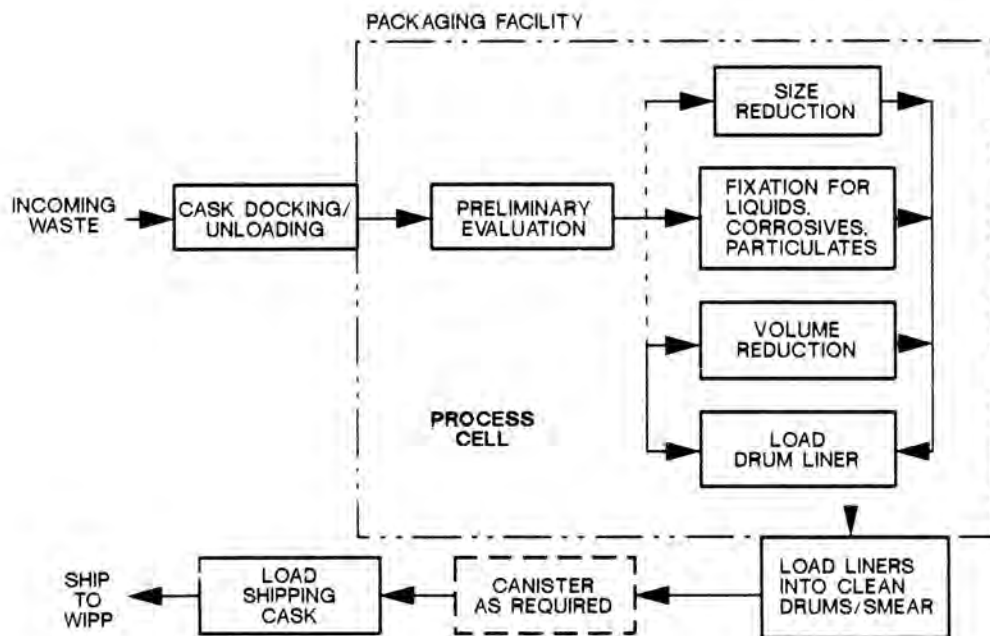 PACKAGING FACILITY
SIZE
REDUCTION
INCOMING
WASTE
CASK DOCKING/
UNLOADING
PRELIMINARY
EVALUATION
FIXATION FOR
LIQUIDS.
CORROSIVES.
PARTICULATES
VOLUME
REDUCTION
PROCESS
CELL
LOAD
DRUM LINER
LOAD LINERS
INTO CLEAN
DRUMS/SMEAR
CANISTER
AS REQUIRED
LOAD
SHIPPING
CASK
SHIP
TO
WIPP